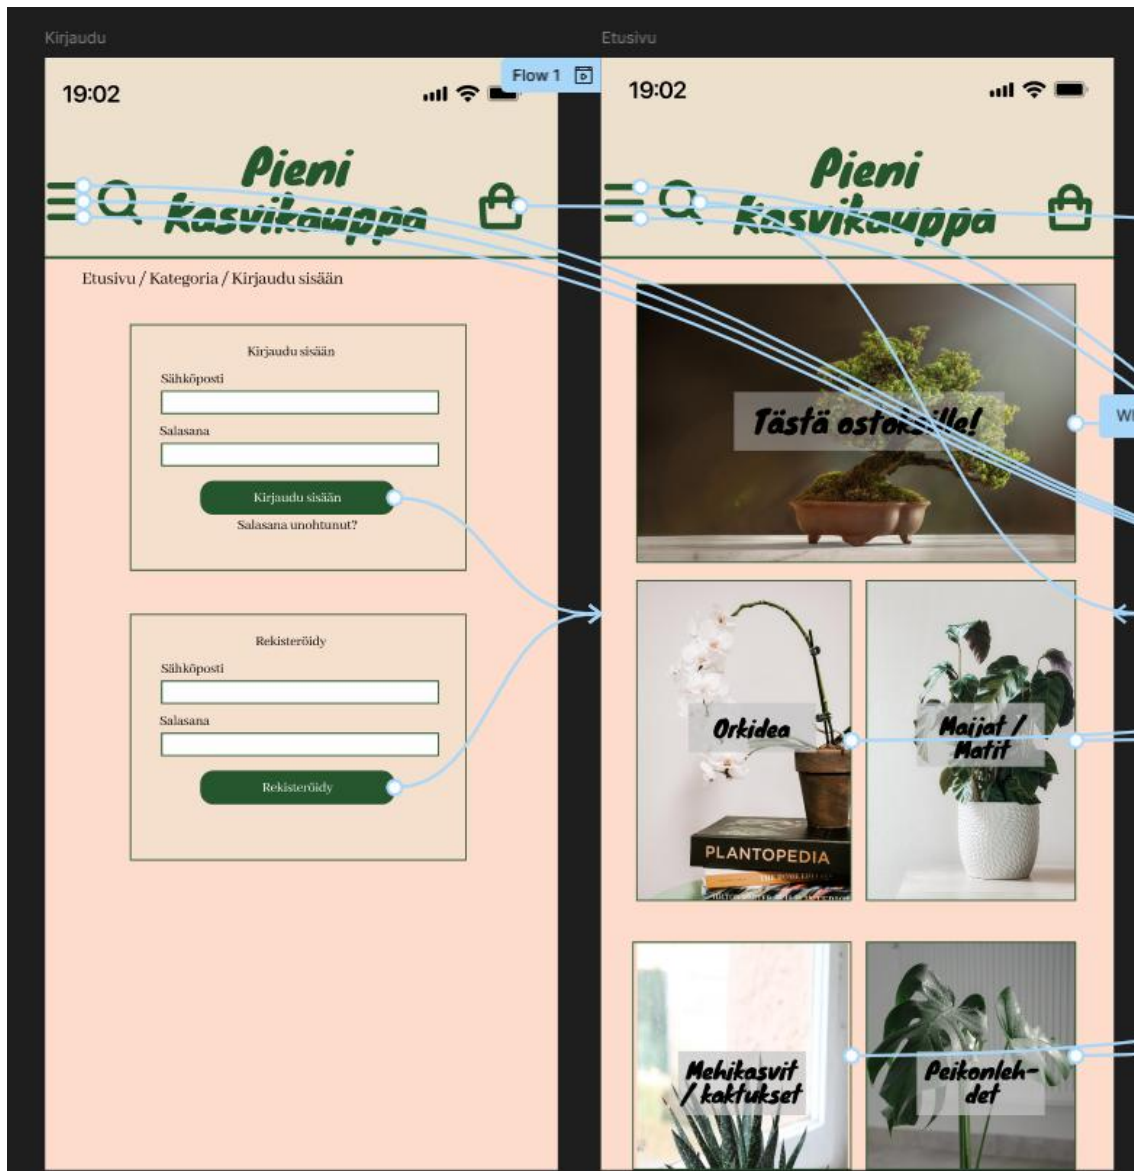 Kirjaudu
Flow 1
19:02
Pieni
kasvikauppa
Etusivu / Kategoria / Kirjaudu sisään
Kirjaudu sisään
Sähköposti
Salasana
Kirjaudu sisään
Salasana unohtunut?
Rekisteröidy
Sähköposti
Salasana
Rekisteröidy
Etusivu
19:02
Pieni
kasvikauppa
Tästä ostoksille!
Orkidea
PLANTOPEDIA
Maijat /
Matit
Mehikasvit
/ kaktukset
Peikonleh-
det